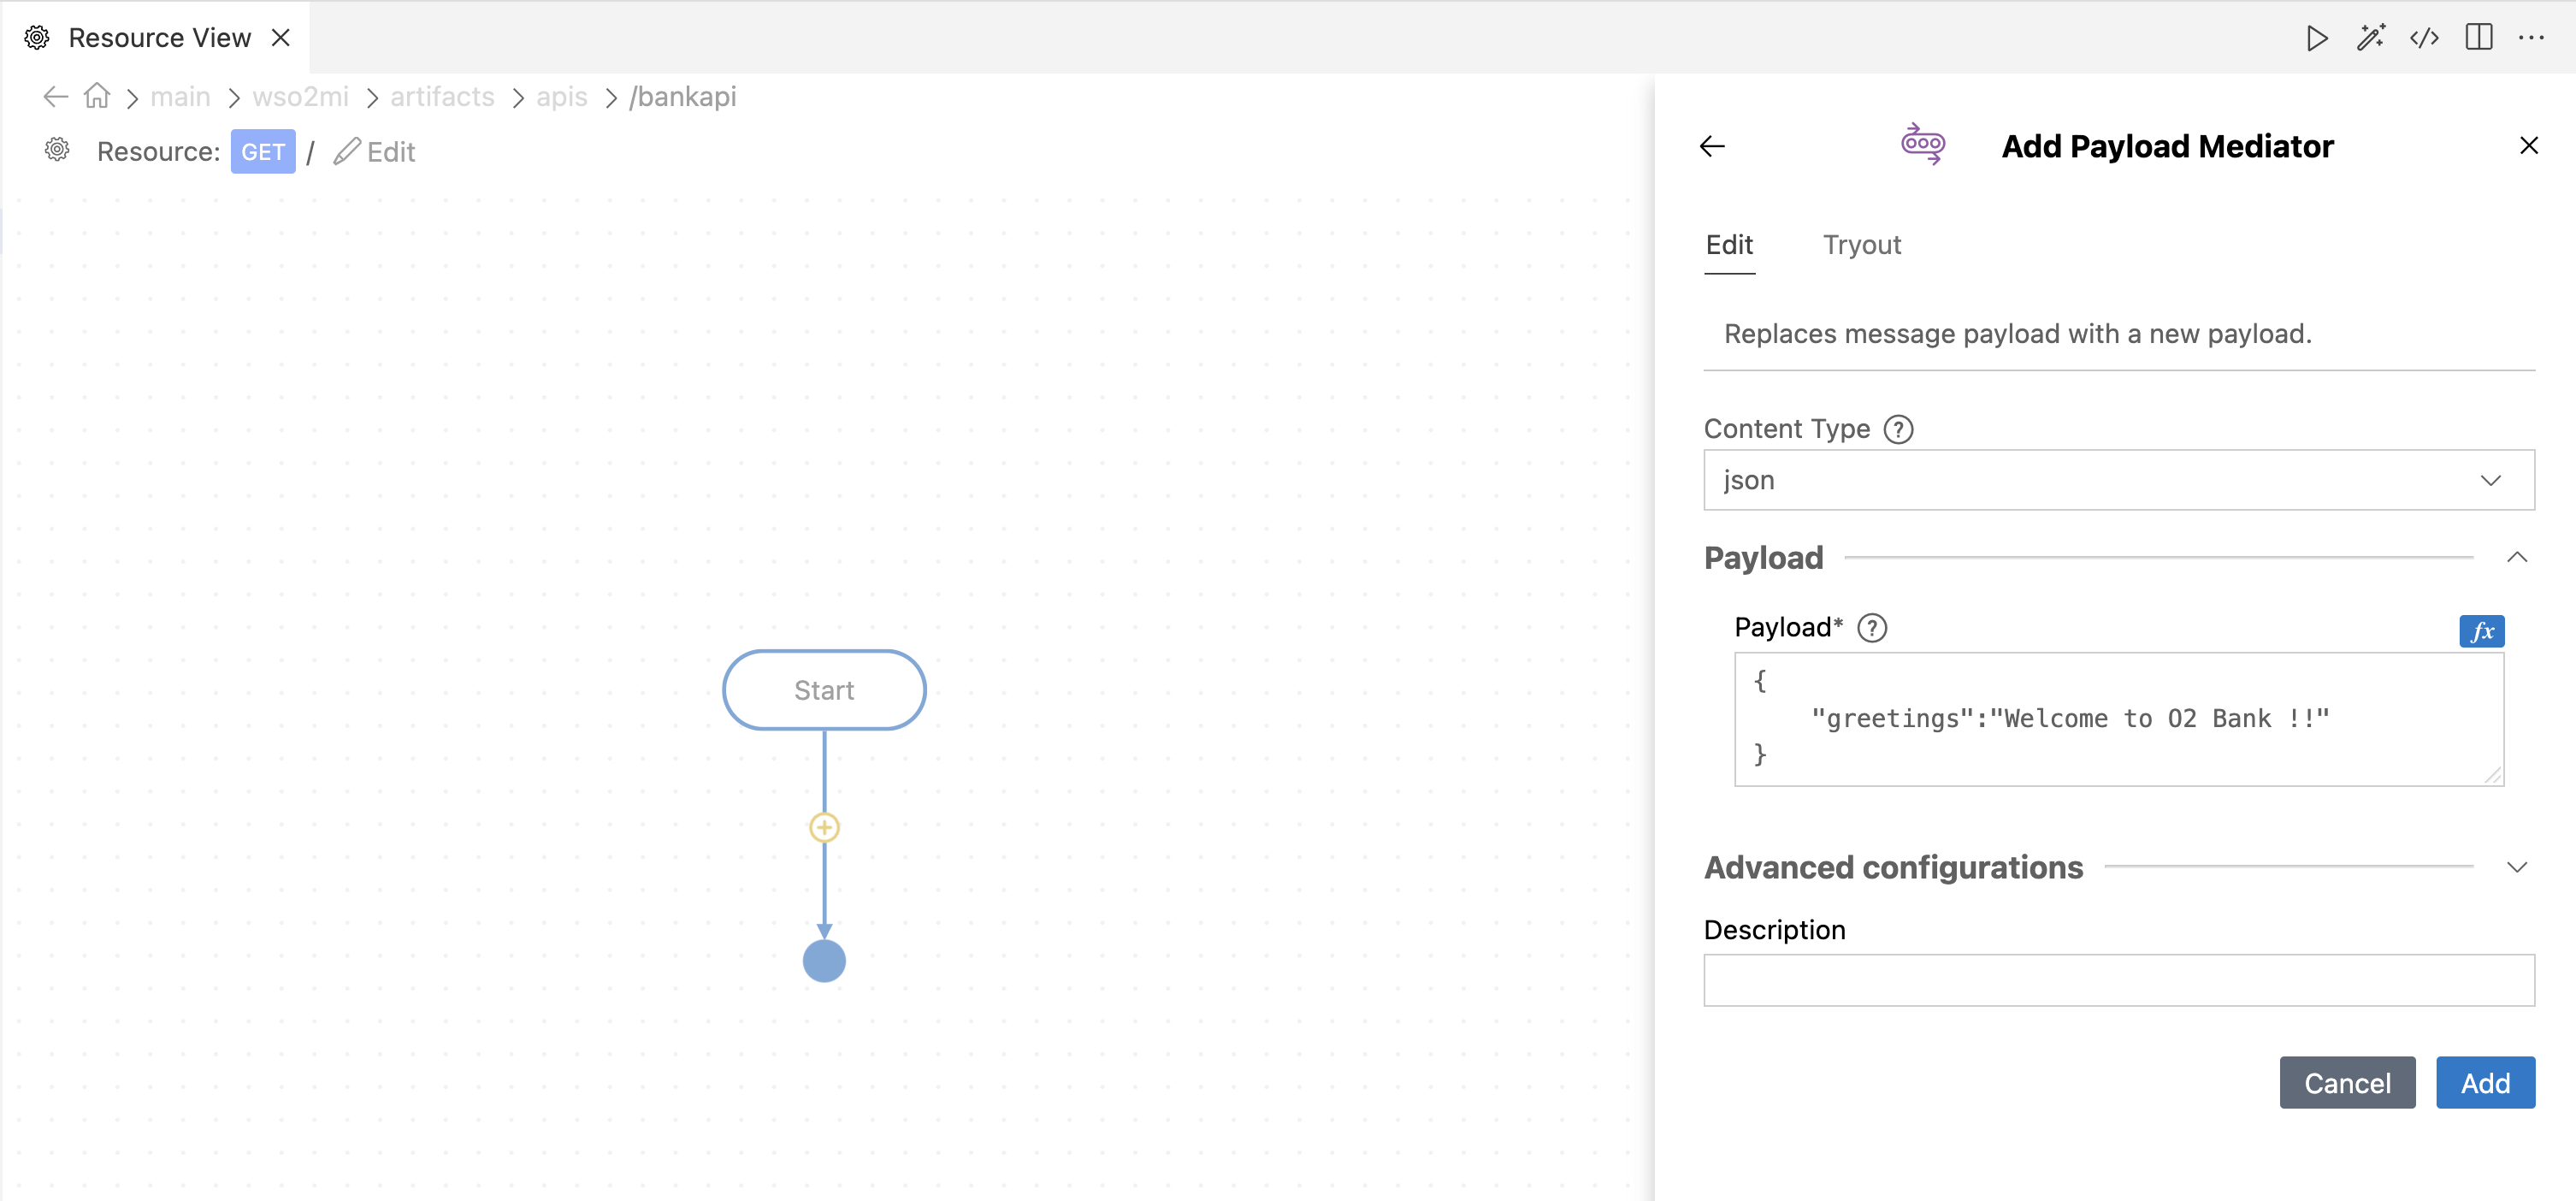 Resource View
main > wso2mi > artifacts > apis > /bankapi
Resource: GET / Edit
Start
Add Payload Mediator
Edit Tryout
Replaces message payload with a new payload.
Content Type ?
json
Payload
Payload* ?
fx
{
"greetings":"Welcome to O2 Bank !!"
}
Advanced configurations
Description
Cancel Add